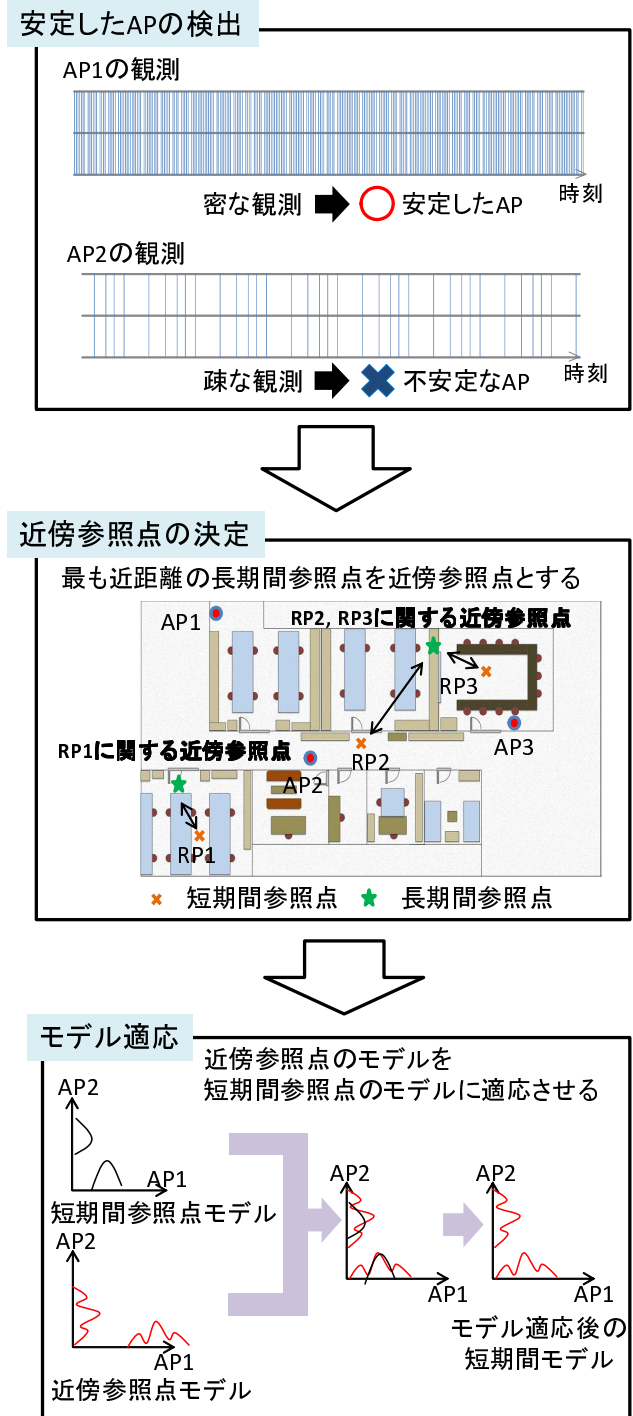 安定したAPの検出
AP1の観測
時刻
密な観測
安定したAP
AP2の観測
時刻
疎な観測
不安定なAP
近傍参照点の決定
最も近距離の長期間参照点を近傍参照点とする
AP1
RP2, RP3に関する近傍参照点
RP3
AP3
RP1に関する近傍参照点
RP2
AP2
RP1
短期間参照点
長期間参照点
モデル適応
近傍参照点のモデルを
短期間参照点のモデルに適応させる
AP2
AP1
短期間参照点モデル
AP2
AP1
近傍参照点モデル
AP2
AP1
AP2
AP1
モデル適応後の
短期間モデル